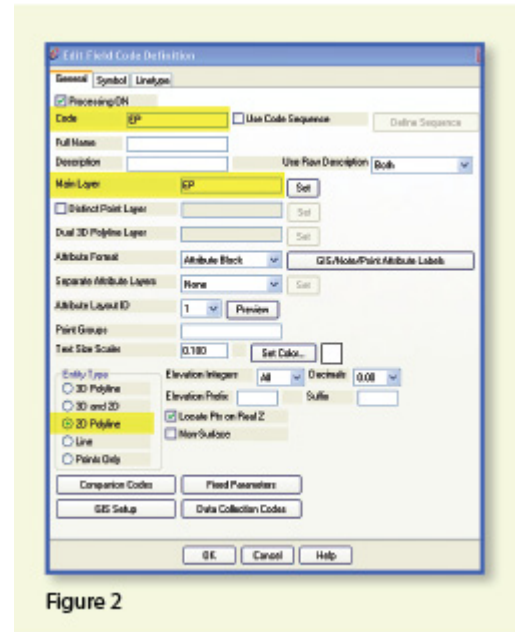 Edit Field Code Definition
General Symbol Linetype
Processing ON
Code EP Use Code Sequence Define Sequence
Full Name
Description Use Raw Description Both
Main Layer EP Set
Distinct Point Layer Set
Dual 3D Polyline Layer Set
Attribute Format Attribute Block GIS/Note/Point Attribute Labels
Separate Attribute Layers None Set
Attribute Layout ID 1 Preview
Point Groups
Text Size Scaler 0.100 Set Color...
Entity Type Elevation Integers All Decimals 0.00
3D Polyline Elevation Prefix Suffix
3D and 2D Locate Pts on Real Z
2D Polyline Non-Surface
Line
Points Only
Companion Codes Fixed Parameters
GIS Setup Data Collection Codes
OK Cancel Help
Figure 2